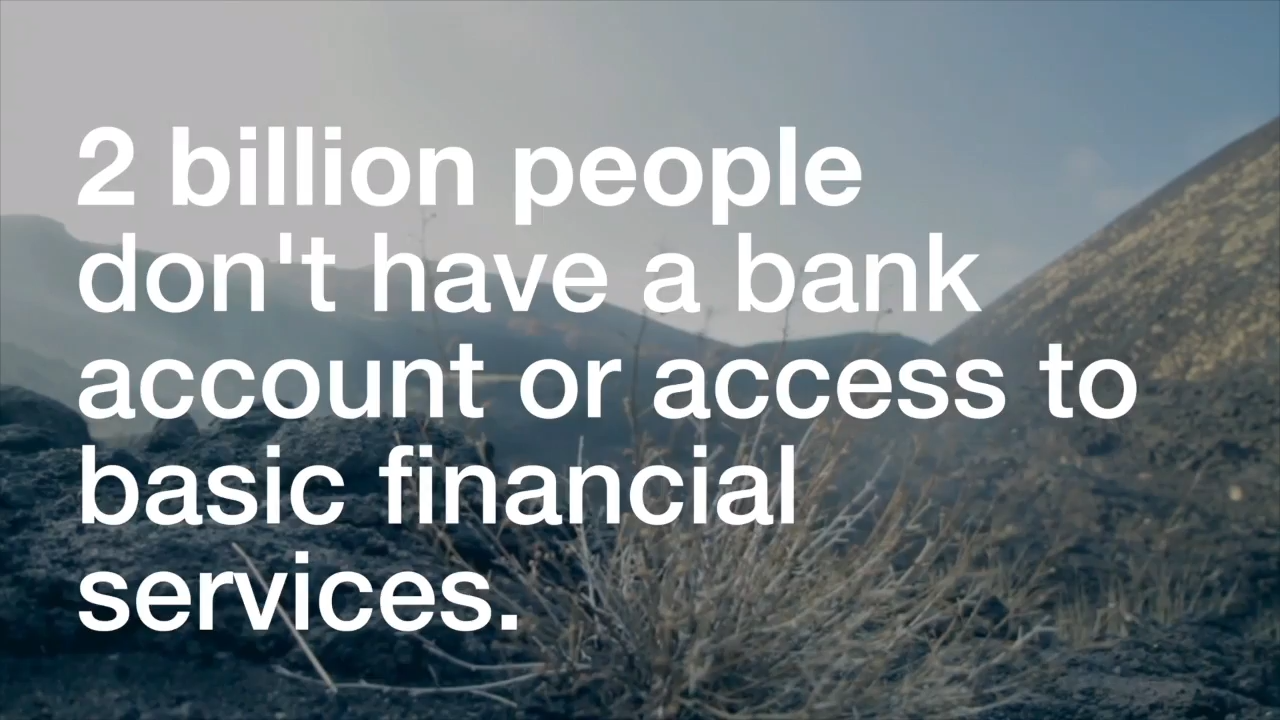 2 billion people
don't have a bank
account or access to
basic financial
services.